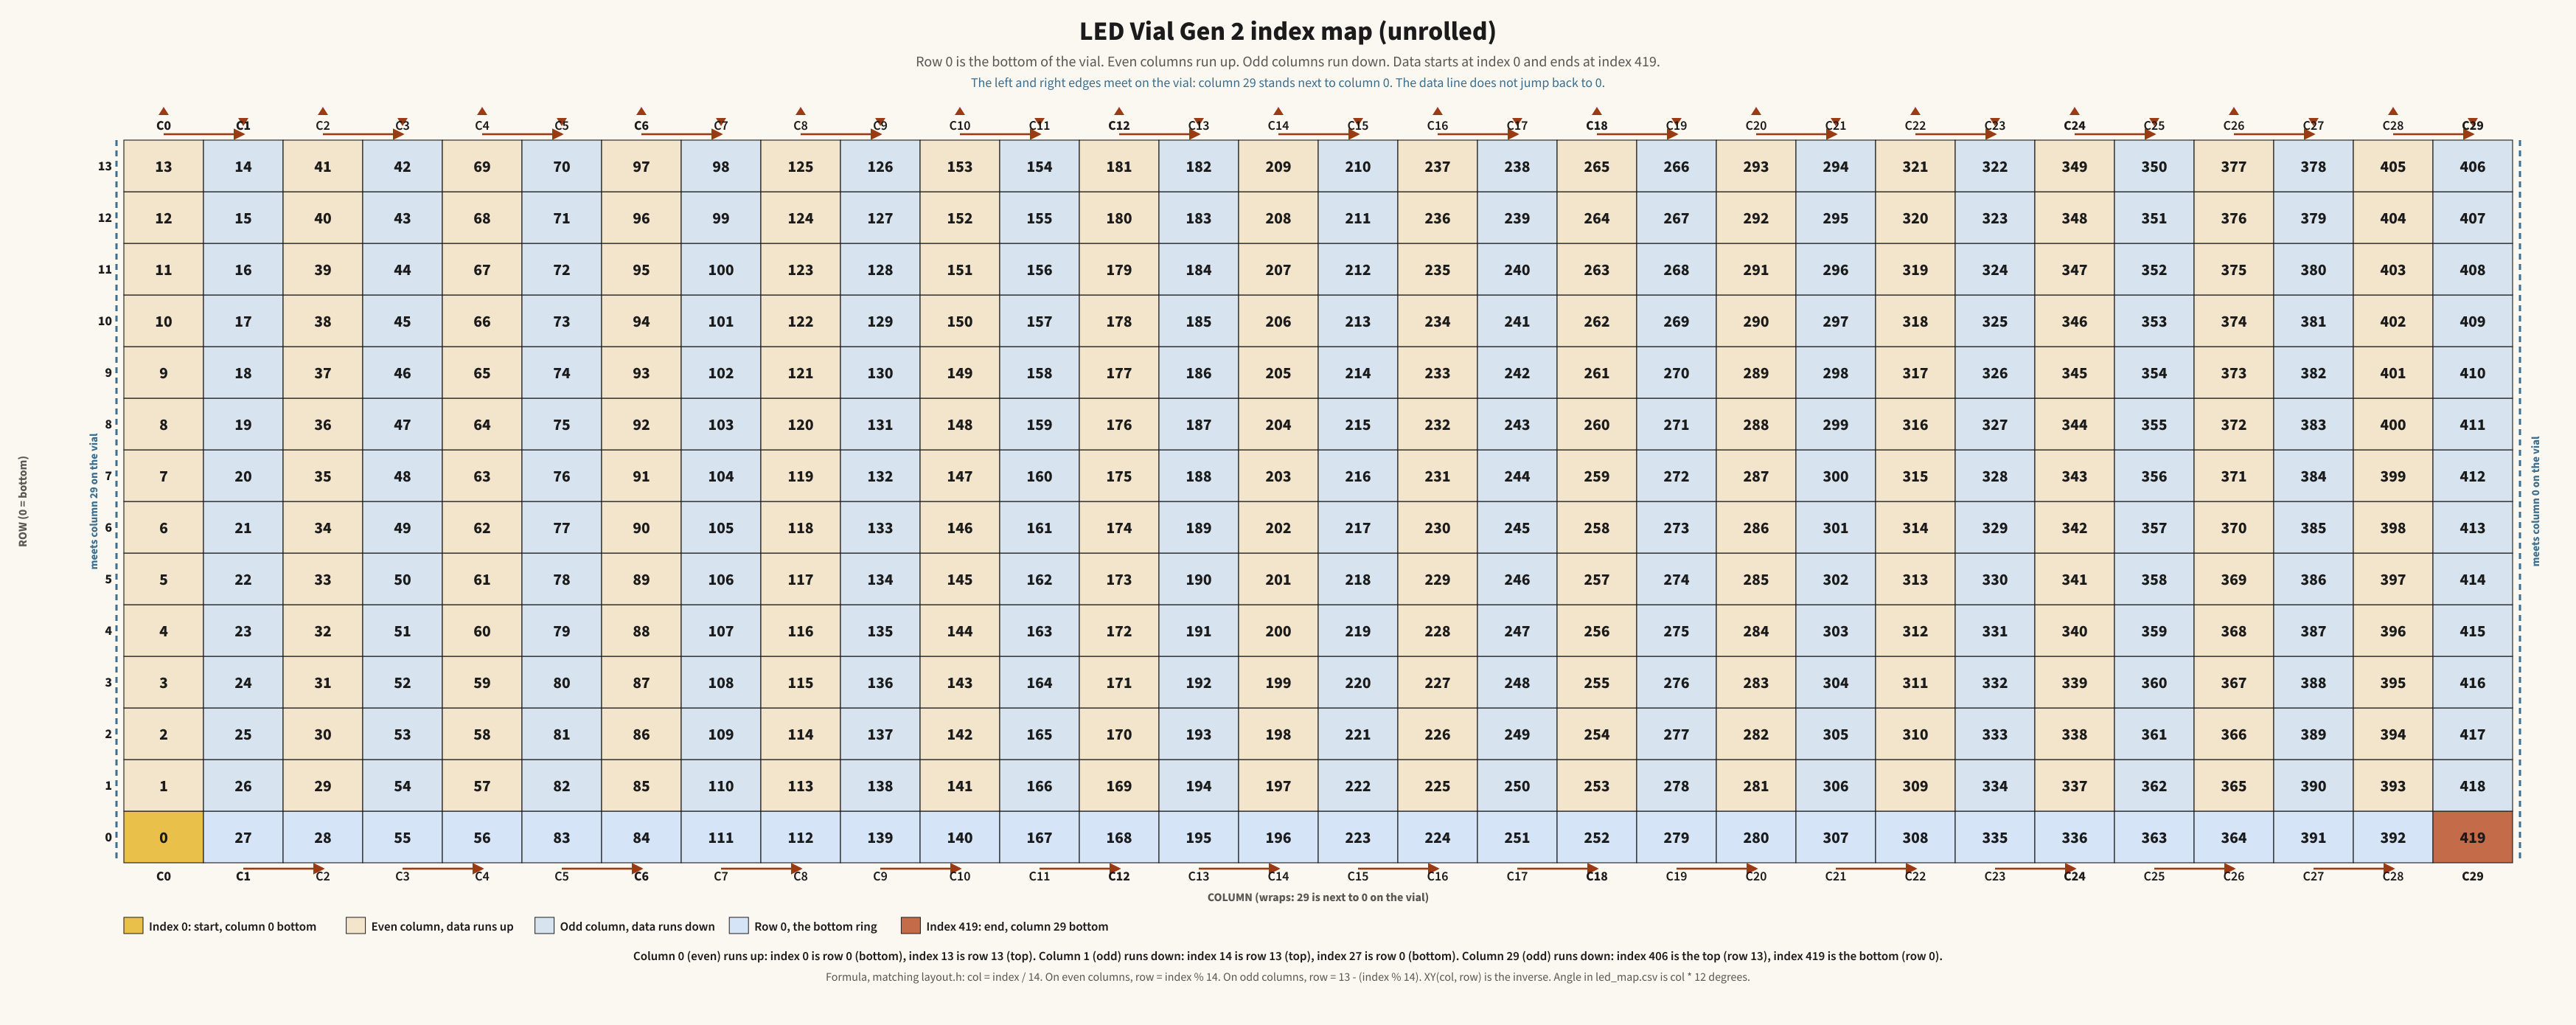 LED Vial Gen 2 index map (unrolled)
Row 0 is the bottom of the vial. Even columns run up. Odd columns run down. Data starts at index 0 and ends at index 419.
The left and right edges meet on the vial: column 29 stands next to column 0. The data line does not jump back to 0.
C0 C1 C2 C3 C4 C5 C6 C7 C8 C9 C10 C11 C12 C13 C14 C15 C16 C17 C18 C19 C20 C21 C22 C23 C24 C25 C26 C27 C28 C29
13 13 14 41 42 69 70 97 98 125 126 153 154 181 182 209 210 237 238 265 266 293 294 321 322 349 350 377 378 405 406
12 12 15 40 43 68 71 96 99 124 127 152 155 180 183 208 211 236 239 264 267 292 295 320 323 348 351 376 379 404 407
11 11 16 39 44 67 72 95 100 123 128 151 156 179 184 207 212 235 240 263 268 291 296 319 324 347 352 375 380 403 408
10 10 17 38 45 66 73 94 101 122 129 150 157 178 185 206 213 234 241 262 269 290 297 318 325 346 353 374 381 402 409
9 9 18 37 46 65 74 93 102 121 130 149 158 177 186 205 214 233 242 261 270 289 298 317 326 345 354 373 382 401 410
8 8 19 36 47 64 75 92 103 120 131 148 159 176 187 204 215 232 243 260 271 288 299 316 327 344 355 372 383 400 411
7 7 20 35 48 63 76 91 104 119 132 147 160 175 188 203 216 231 244 259 272 287 300 315 328 343 356 371 384 399 412
6 6 21 34 49 62 77 90 105 118 133 146 161 174 189 202 217 230 245 258 273 286 301 314 329 342 357 370 385 398 413
5 5 22 33 50 61 78 89 106 117 134 145 162 173 190 201 218 229 246 257 274 285 302 313 330 341 358 369 386 397 414
4 4 23 32 51 60 79 88 107 116 135 144 163 172 191 200 219 228 247 256 275 284 303 312 331 340 359 368 387 396 415
3 3 24 31 52 59 80 87 108 115 136 143 164 171 192 199 220 227 248 255 276 283 304 311 332 339 360 367 388 395 416
2 2 25 30 53 58 81 86 109 114 137 142 165 170 193 198 221 226 249 254 277 282 305 310 333 338 361 366 389 394 417
1 1 26 29 54 57 82 85 110 113 138 141 166 169 194 197 222 225 250 253 278 281 306 309 334 337 362 365 390 393 418
0 0 27 28 55 56 83 84 111 112 139 140 167 168 195 196 223 224 251 252 279 280 307 308 335 336 363 364 391 392 419
C0 C1 C2 C3 C4 C5 C6 C7 C8 C9 C10 C11 C12 C13 C14 C15 C16 C17 C18 C19 C20 C21 C22 C23 C24 C25 C26 C27 C28 C29
ROW (0 = bottom)
meets column 29 on the vial
meets column 0 on the vial
COLUMN (wraps: 29 is next to 0 on the vial)
Index 0: start, column 0 bottom
Even column, data runs up
Odd column, data runs down
Row 0, the bottom ring
Index 419: end, column 29 bottom
Column 0 (even) runs up: index 0 is row 0 (bottom), index 13 is row 13 (top). Column 1 (odd) runs down: index 14 is row 13 (top), index 27 is row 0 (bottom). Column 29 (odd) runs down: index 406 is the top (row 13), index 419 is the bottom (row 0).
Formula, matching layout.h: col = index / 14. On even columns, row = index % 14. On odd columns, row = 13 - (index % 14). XY(col, row) is the inverse. Angle in led_map.csv is col * 12 degrees.